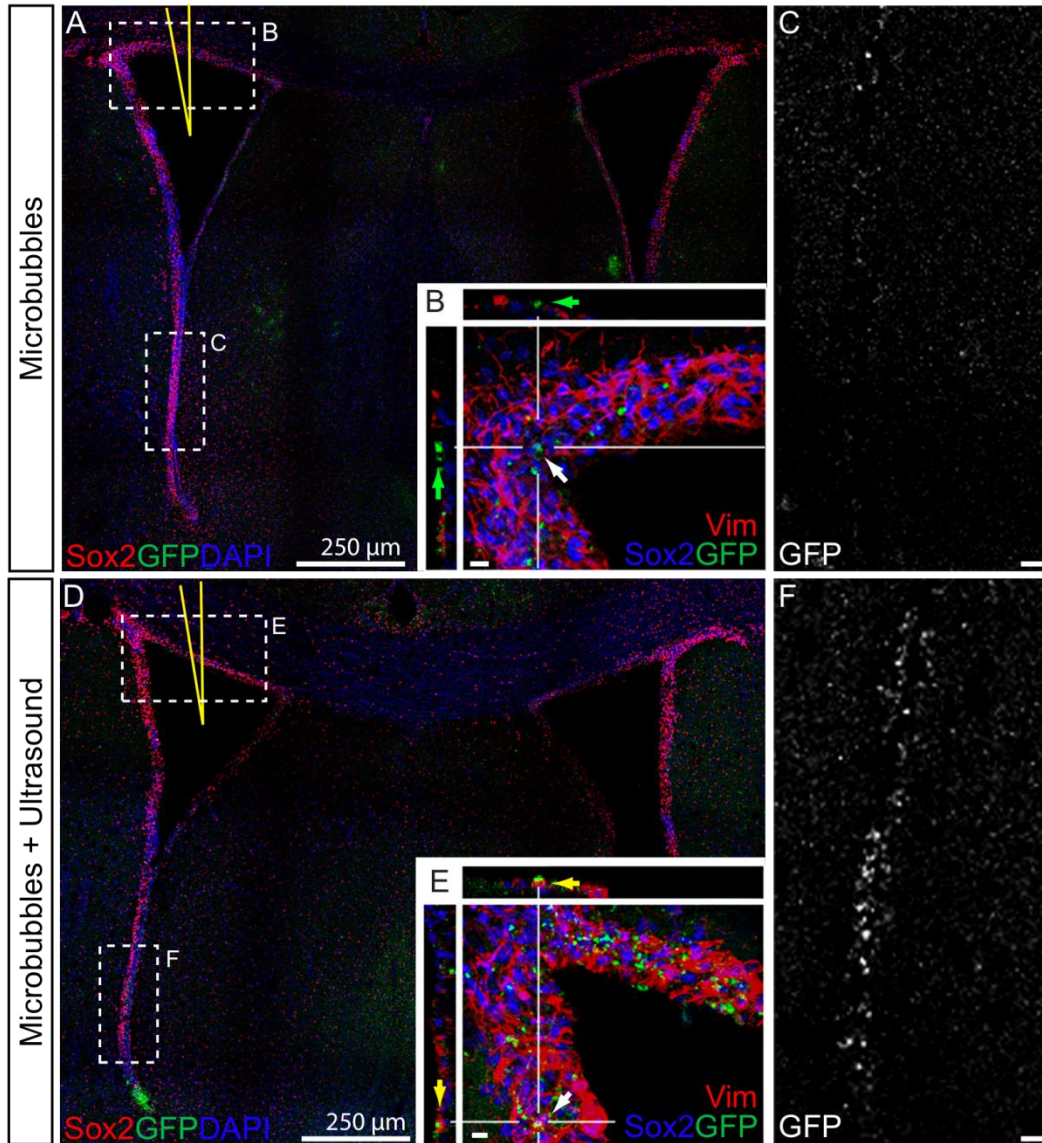 Microbubbles
A
B
C
Sox2GFPDAPI
250 µm
B
Vim
Sox2GFP
C
GFP
Microbubbles + Ultrasound
D
E
F
Sox2GFPDAPI
250 µm
E
Vim
Sox2GFP
F
GFP